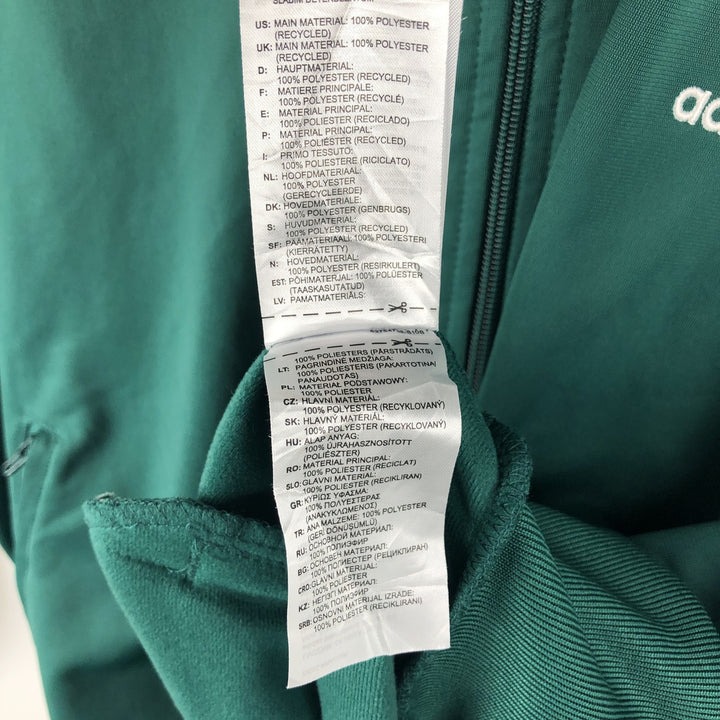 US: MAIN MATERIAL: 100% POLYESTER
(RECYCLED)
UK: MAIN MATERIAL: 100% POLYESTER
(RECYCLED)
D: HAUPTMATERIAL:
100% POLYESTER (RECYCLED)
F: MATIERE PRINCIPALE:
100% POLYESTER (RECYCLÉ)
E: MATERIAL PRINCIPAL:
100% POLIÉSTER (RECICLADO)
P: MATERIAL PRINCIPAL:
100% POLIÉSTER (RECICLADO)
I: PRIMO TESSUTO:
100% POLIESTERE (RICICLATO)
NL: HOOFDMATERIAAL:
100% POLYESTER
(GERECYCLEERD)
DK: HOVEDMATERIALE:
100% POLYESTER (GENBRUGS)
S: HUVUDMATERIAL:
100% POLYESTER (RECYCLED)
SF: PÄÄMATERIAALI: 100% POLYESTERI
(KIERRÄTETTY)
N: HOVEDMATERIAL:
100% POLYESTER (RESIRKULERT)
EST: PÕHIMATERJAL: 100% POLÜESTER
(TAASKASUTATUD)
LV: PAMATMATERIĀLS:
100% POLIESTERS (PĀRSTRĀDĀTS)
LT: PAGRINDINĖ MEDŽIAGA:
100% POLIESTERIS (PAKARTOTINAI
PANAUDOTAS)
PL: MATERIAŁ PODSTAWOWY:
100% POLIESTER
CZ: HLAVNÍ MATERIÁL:
100% POLYESTER (RECYKLOVANÝ)
SK: HLAVNÝ MATERIÁL:
100% POLYESTER (RECYKLOVANÝ)
HU: ALAP ANYAG:
100% ÚJRAHASZNOSÍTOTT
(POLIÉSZTER)
RO: MATERIAL PRINCIPAL:
100% POLIESTER (RECICLAT)
SLO: GLAVNI MATERIAL:
100% POLIESTER (RECIKLIRAN)
GR: ΚΥΡΙΩΣ ΥΦΑΣΜΑ:
100% ΠΟΛΥΕΣΤΕΡΑΣ
(ΑΝΑΚΥΚΛΩΜΕΝΟΣ)
TR: ANA MALZEME: 100% POLYESTER
(GERİ DÖNÜŞÜMLÜ)
RU: ОСНОВНОЙ МАТЕРИАЛ:
100% ПОЛИЭФИР
BG: ОСНОВЕН МАТЕРИАЛ:
100% ПОЛИЕСТЕР (РЕЦИКЛИРАН)
CRO: GLAVNI MATERIJAL:
100% POLIESTER
KZ: НЕГІЗГІ МАТЕРИАЛ:
100% ПОЛИЭФИР
SRB: OSNOVNI MATERIJAL IZRADE:
100% POLIESTER (RECIKLIRANI)